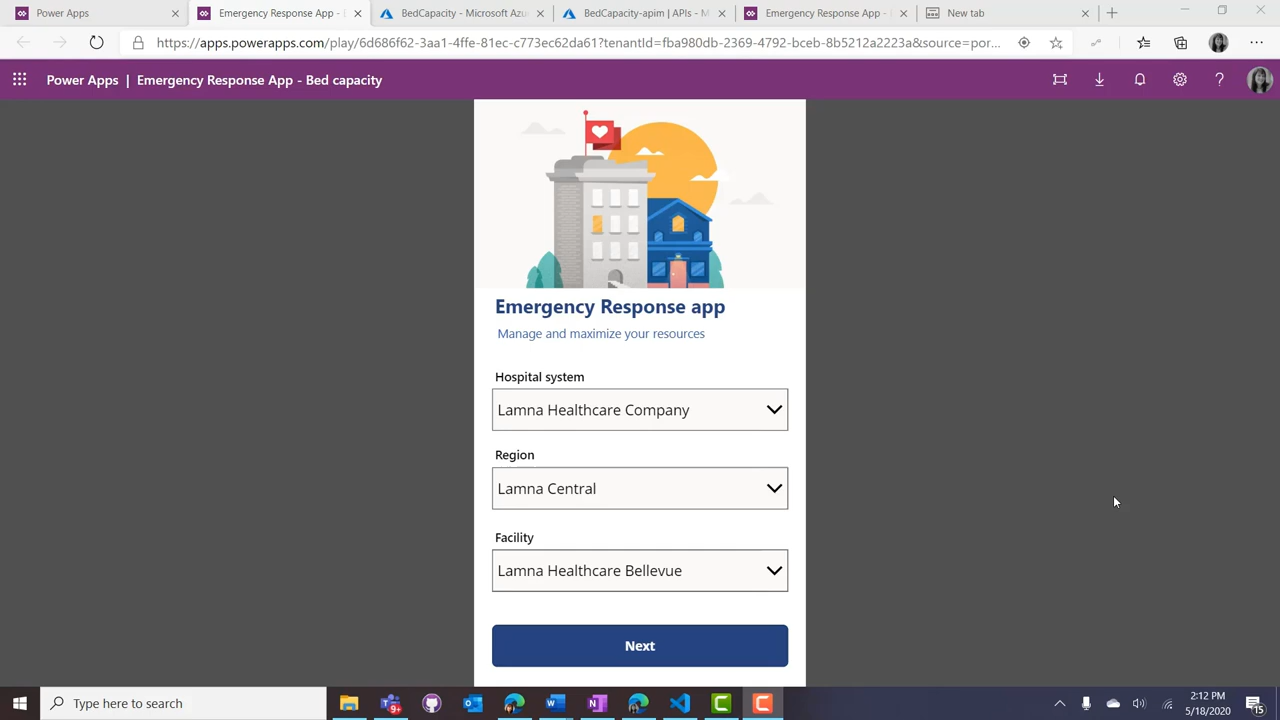 Power Apps
Emergency Response App - E
BedCapacity - Microsoft Azur
BedCapacity-apim | APIs - M
Emergency Response App -
New tab
https://apps.powerapps.com/play/6d686f62-3aa1-4ffe-81ec-c773ec62da61?tenantId=fba980db-2369-4792-bceb-8b5212a2223a&source=por...
Power Apps | Emergency Response App - Bed capacity
Emergency Response app
Manage and maximize your resources
Hospital system
Lamna Healthcare Company
Region
Lamna Central
Facility
Lamna Healthcare Bellevue
Next
Type here to search
9+
2:12 PM
5/18/2020
15